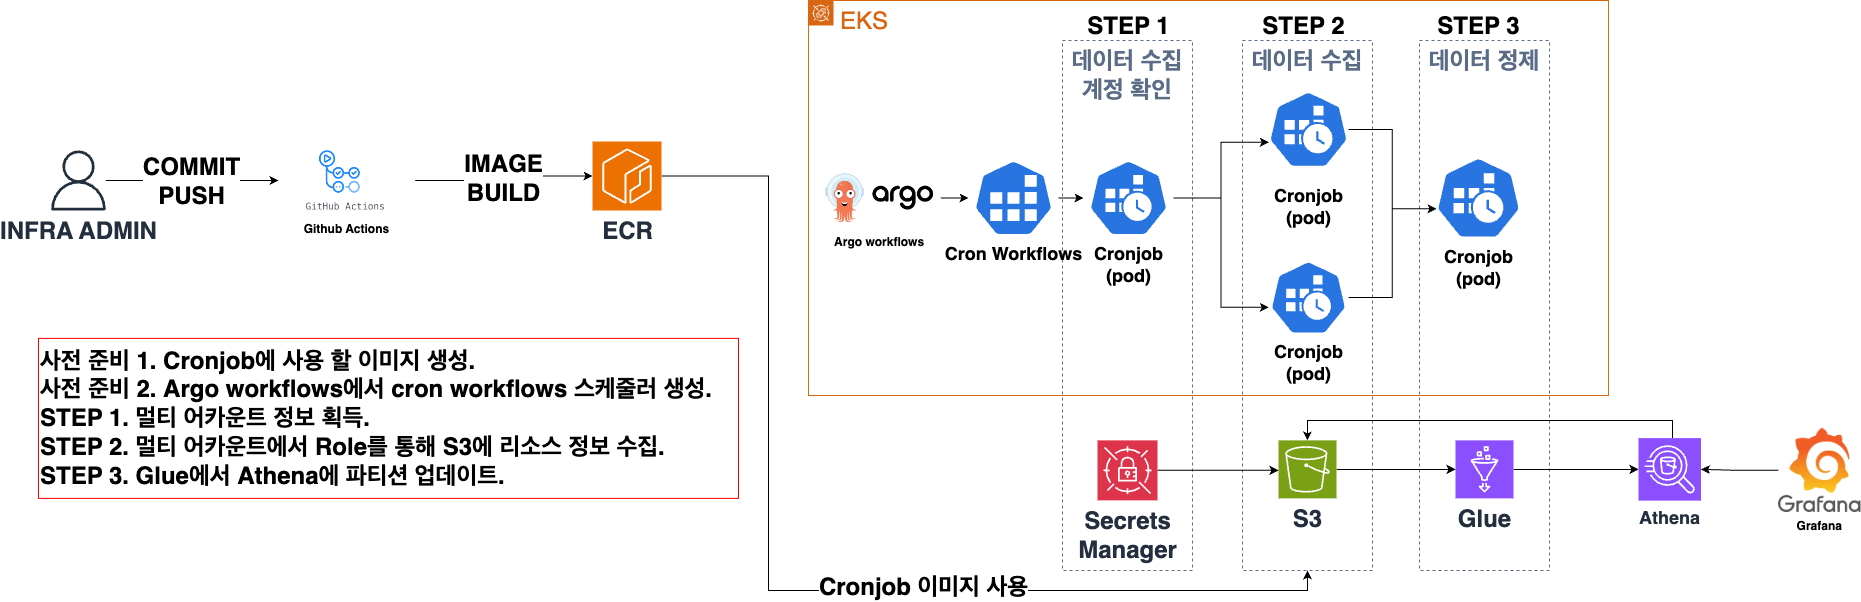 EKS
STEP 1
STEP 2
STEP 3
데이터 수집
계정 확인
데이터 수집
데이터 정제
COMMIT
PUSH
IMAGE
BUILD
INFRA ADMIN
GitHub Actions
Github Actions
ECR
argo
Argo workflows
Cron Workflows
Cronjob
(pod)
Cronjob
(pod)
Cronjob
(pod)
Cronjob
(pod)
사전 준비 1. Cronjob에 사용 할 이미지 생성.
사전 준비 2. Argo workflows에서 cron workflows 스케줄러 생성.
STEP 1. 멀티 어카운트 정보 획득.
STEP 2. 멀티 어카운트에서 Role를 통해 S3에 리소스 정보 수집.
STEP 3. Glue에서 Athena에 파티션 업데이트.
Secrets
Manager
S3
Glue
Athena
Grafana
Grafana
Cronjob 이미지 사용